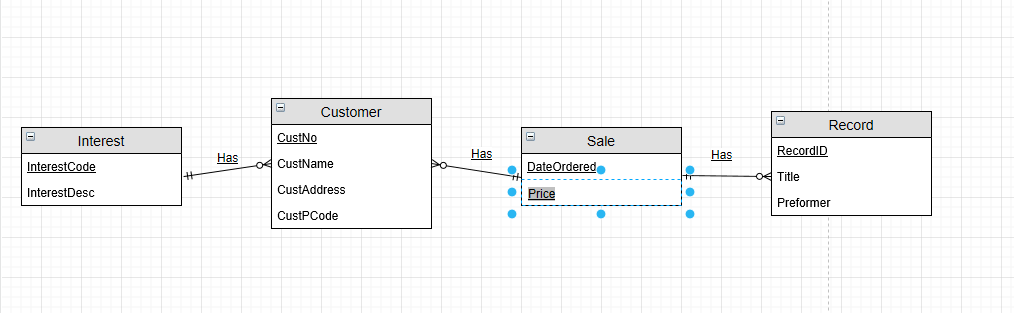 Interest
InterestCode
InterestDesc
Has
Customer
CustNo
CustName
CustAddress
CustPCode
Has
Sale
DateOrdered
Price
Has
Record
RecordID
Title
Preformer